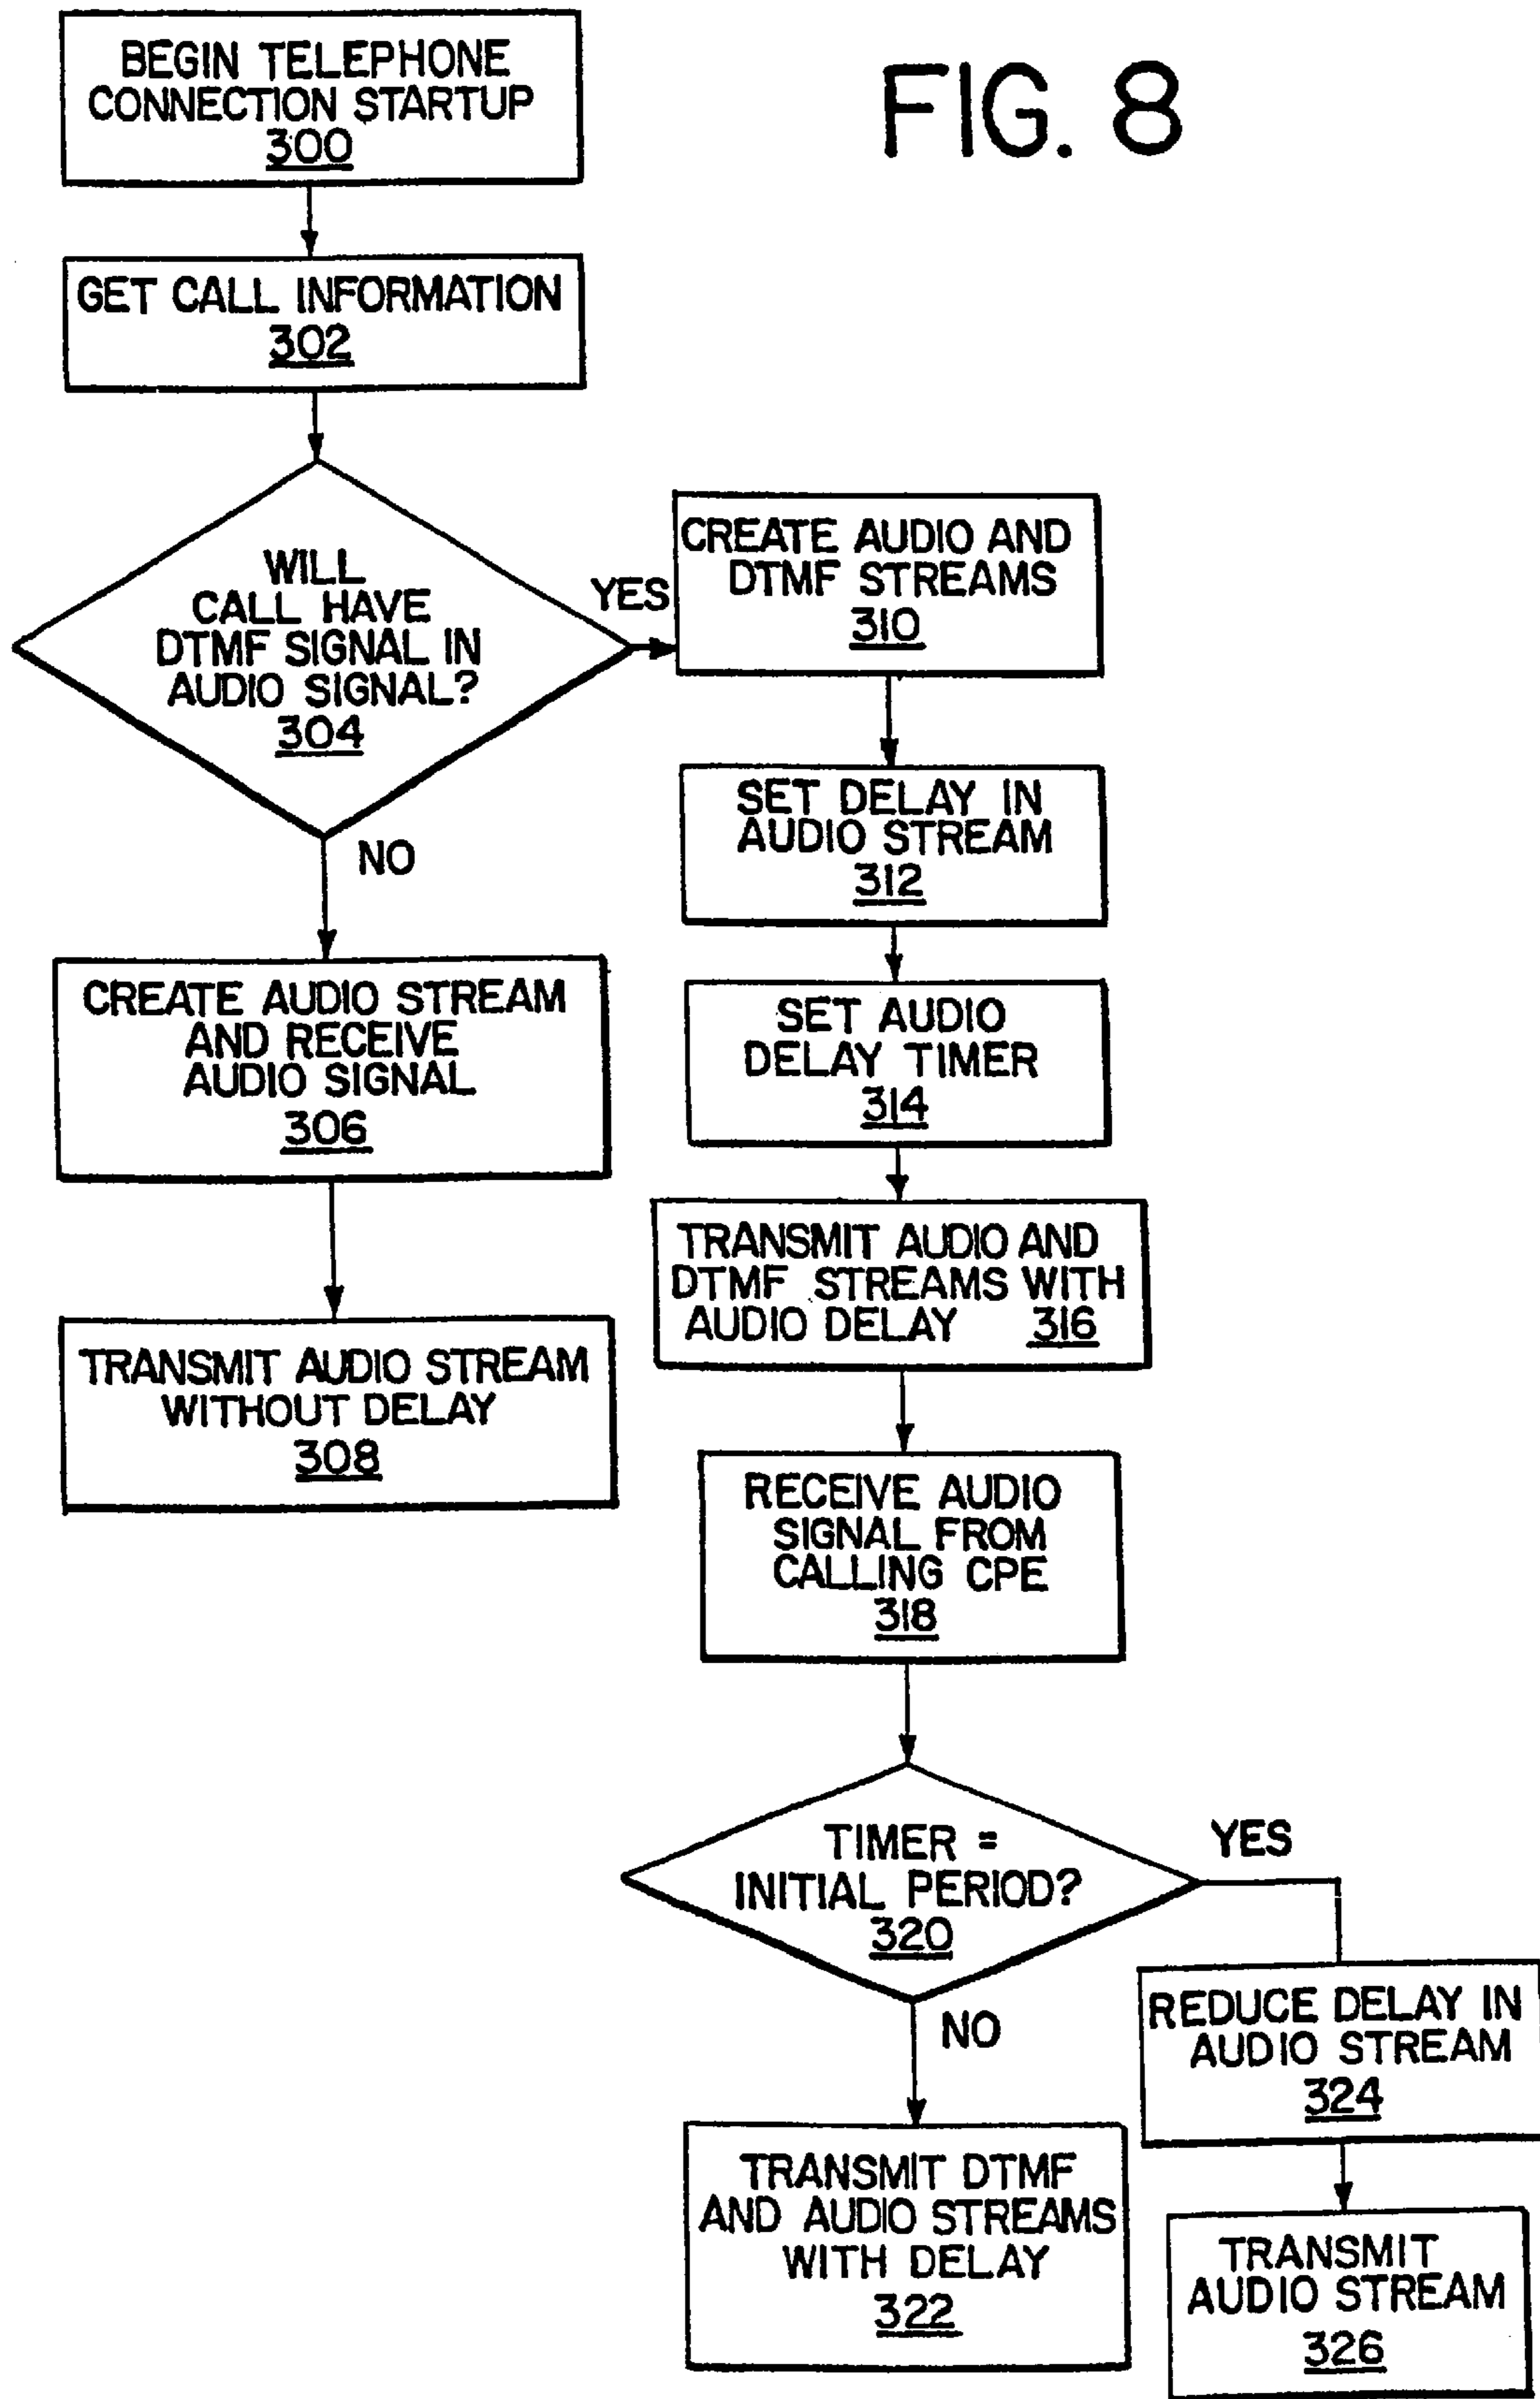 FIG. 8
BEGIN TELEPHONE
CONNECTION STARTUP
300
GET CALL INFORMATION
302
WILL
CALL HAVE
DTMF SIGNAL IN
AUDIO SIGNAL?
304
YES
NO
CREATE AUDIO STREAM
AND RECEIVE
AUDIO SIGNAL
306
TRANSMIT AUDIO STREAM
WITHOUT DELAY
308
CREATE AUDIO AND
DTMF STREAMS
310
SET DELAY IN
AUDIO STREAM
312
SET AUDIO
DELAY TIMER
314
TRANSMIT AUDIO AND
DTMF STREAMS WITH
AUDIO DELAY 316
RECEIVE AUDIO
SIGNAL FROM
CALLING CPE
318
TIMER =
INITIAL PERIOD?
320
YES
NO
TRANSMIT DTMF
AND AUDIO STREAMS
WITH DELAY
322
REDUCE DELAY IN
AUDIO STREAM
324
TRANSMIT
AUDIO STREAM
326